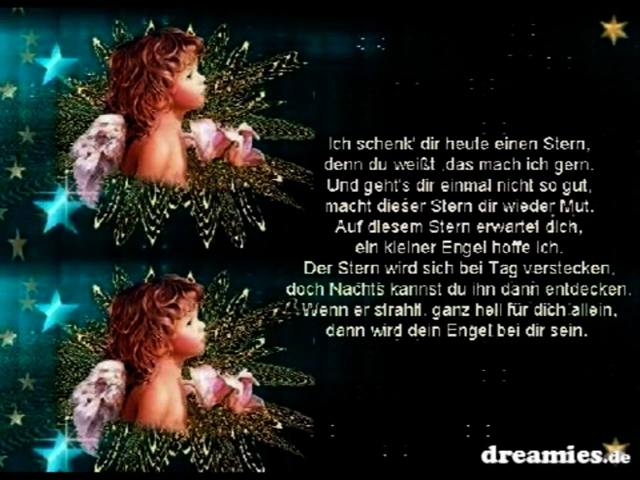 Ich schenk' dir heute einen Stern,
denn du weißt ,das mach ich gern.
Und geht's dir einmal nicht so gut,
macht dieser Stern dir wieder Mut.
Auf diesem Stern erwartet dich,
ein kleiner Engel hoffe ich.
Der Stern wird sich bei Tag verstecken,
doch Nachts kannst du ihn dann entdecken.
Wenn er strahlt. ganz hell für dich allein,
dann wird dein Engel bei dir sein.
dreamies.de